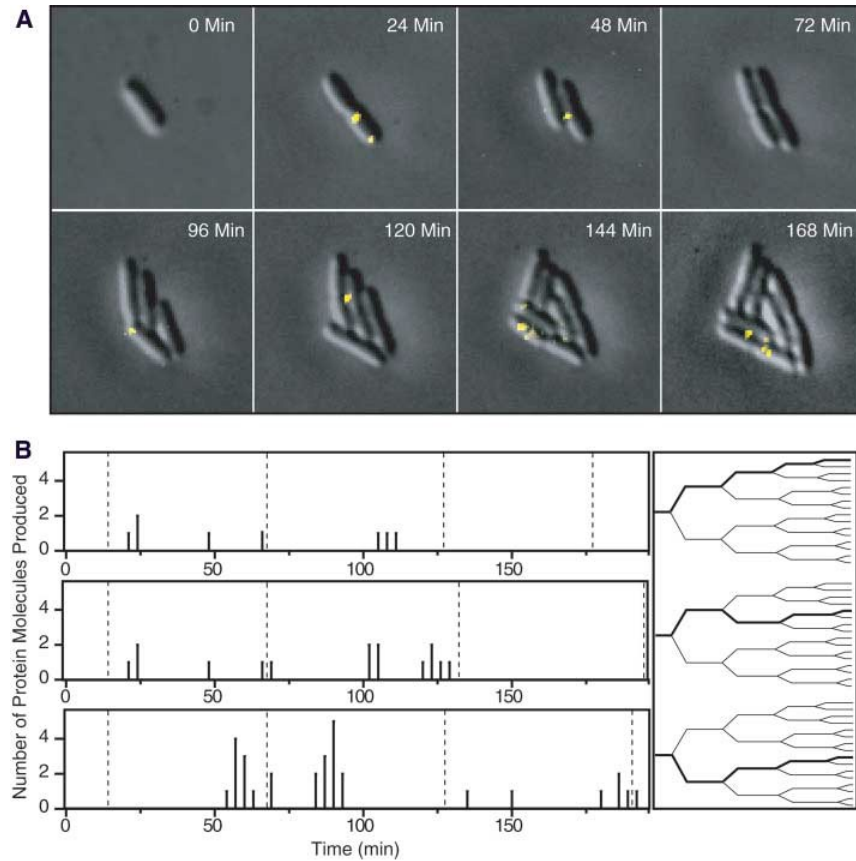 A
0 Min
24 Min
48 Min
72 Min
96 Min
120 Min
144 Min
168 Min
B
Number of Protein Molecules Produced
4
2
0
0
50
100
150
4
2
0
0
50
100
150
4
2
0
0
50
100
150
Time (min)